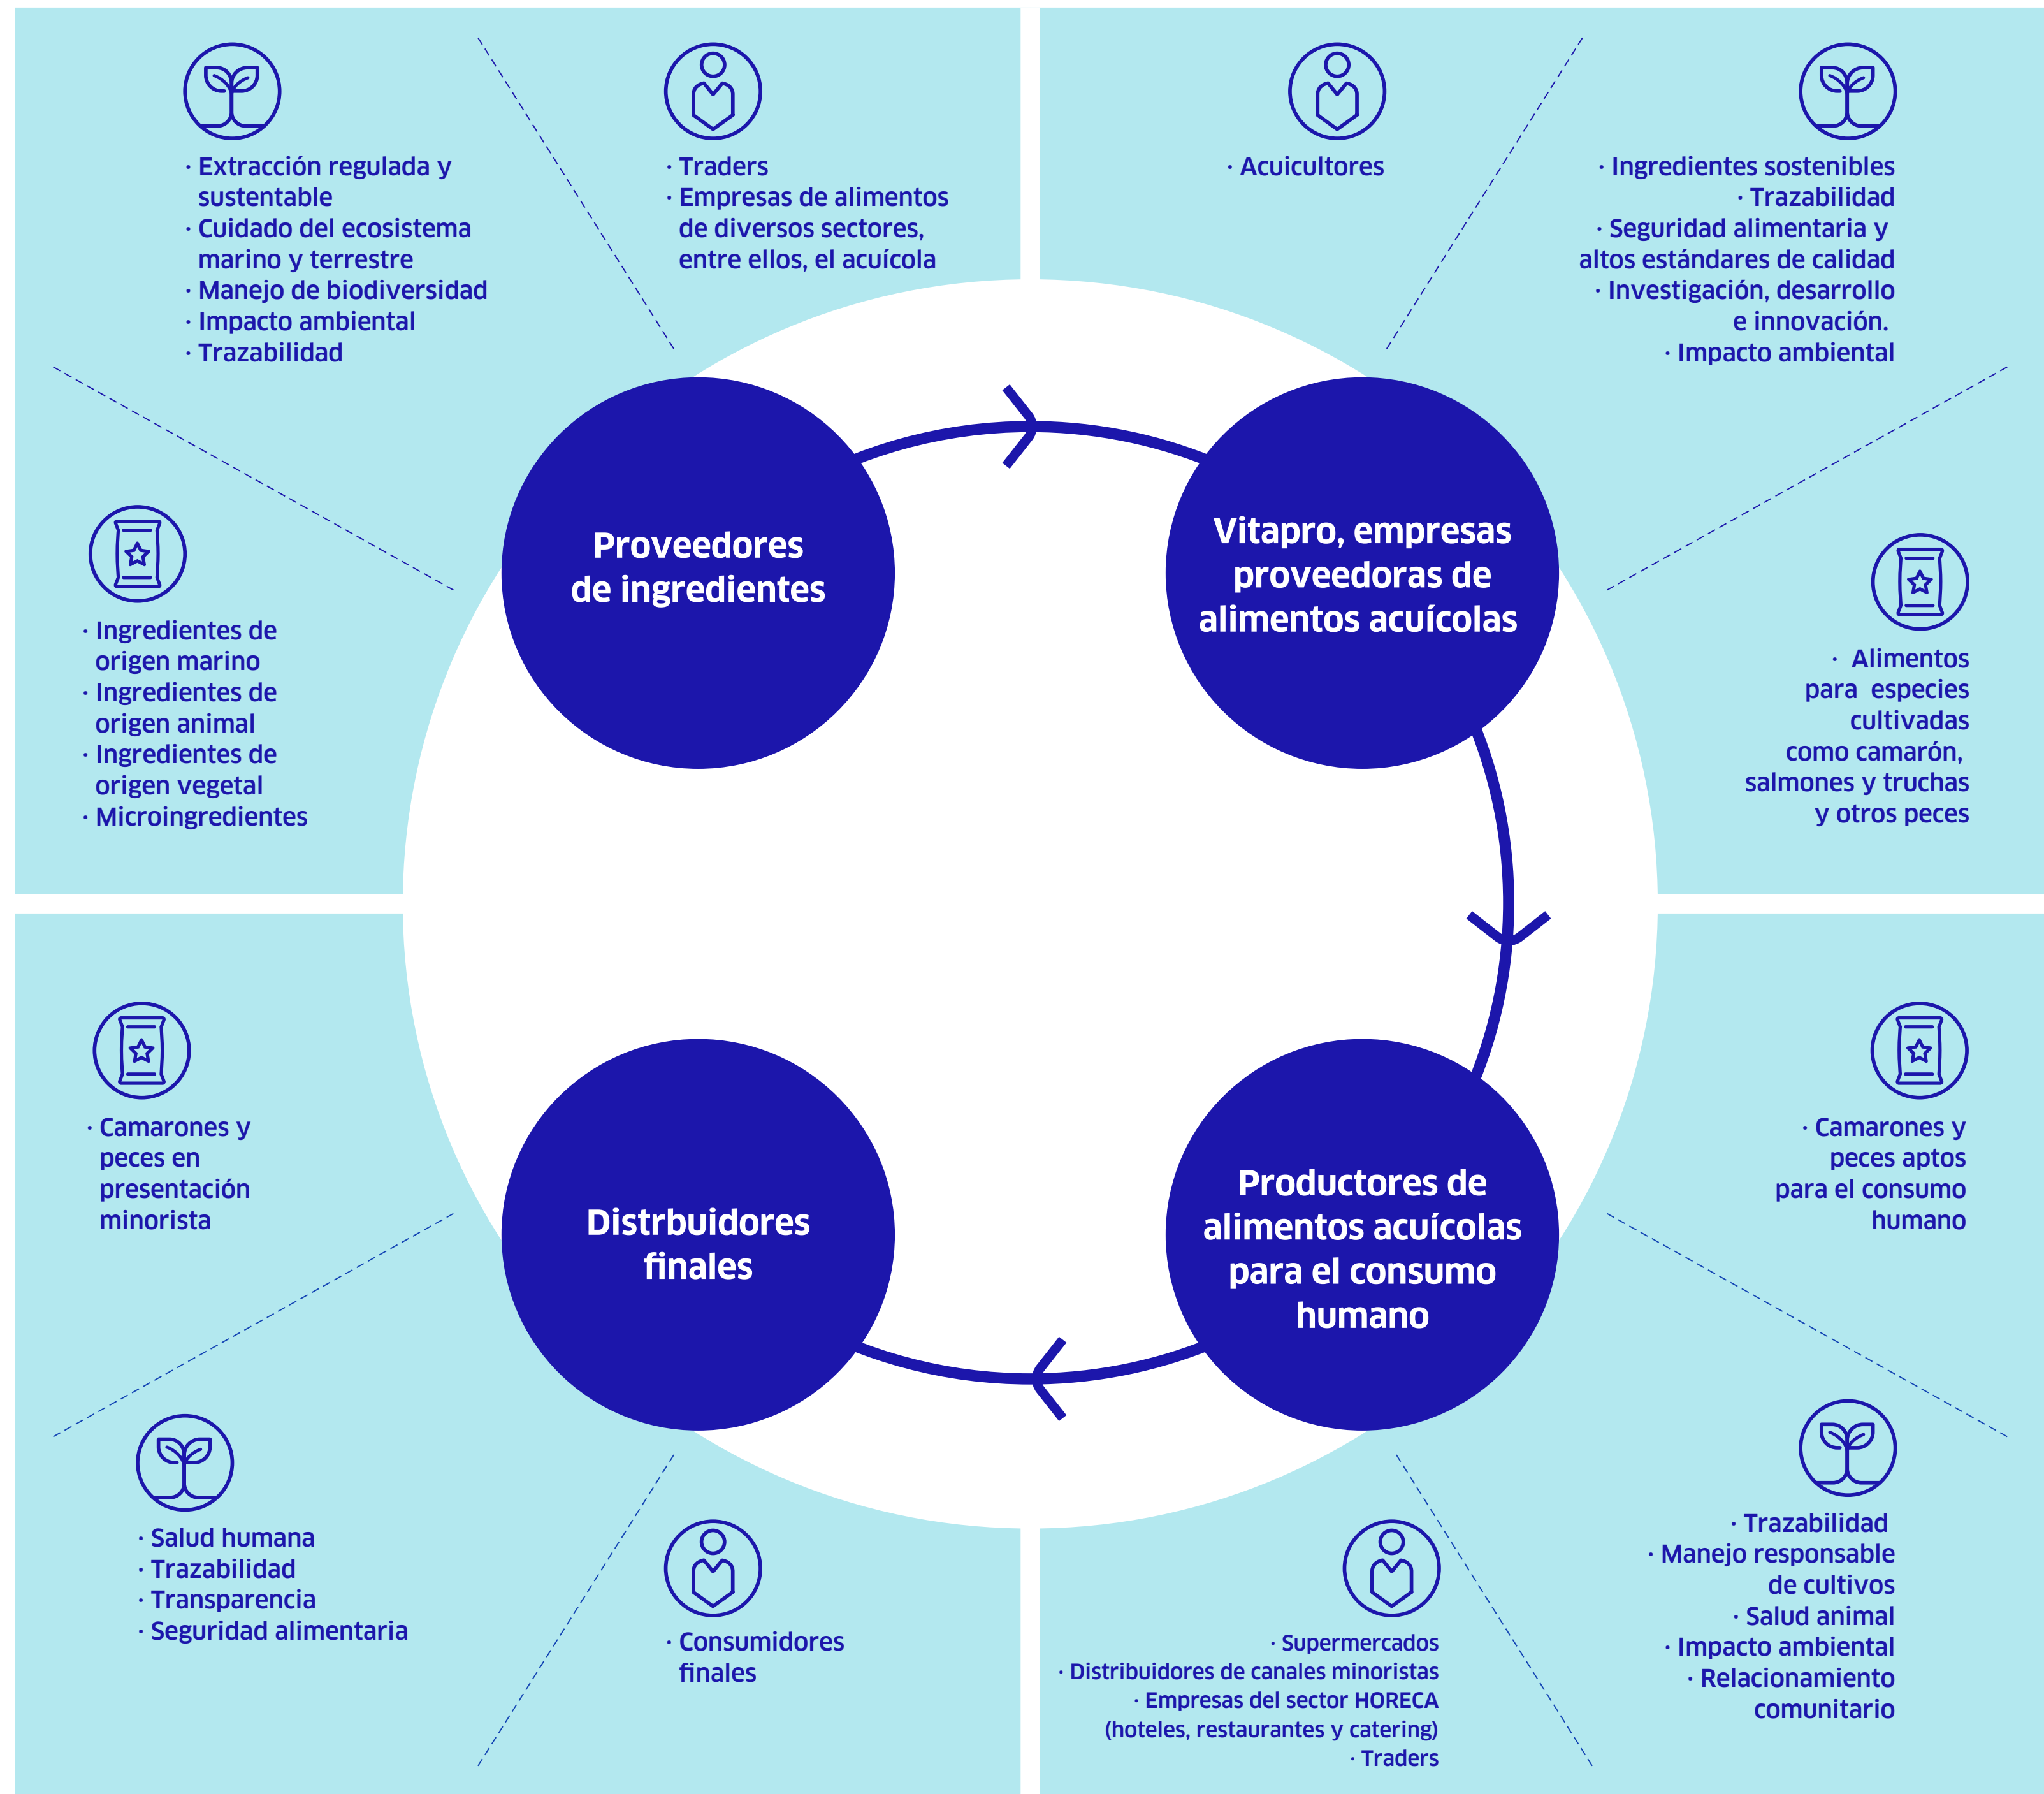 · Extracción regulada y
sustentable
· Cuidado del ecosistema
marino y terrestre
· Manejo de biodiversidad
· Impacto ambiental
· Trazabilidad
· Traders
· Empresas de alimentos
de diversos sectores,
entre ellos, el acuícola
· Ingredientes de
origen marino
· Ingredientes de
origen animal
· Ingredientes de
origen vegetal
· Microingredientes
Proveedores
de ingredientes
· Acuicultores
· Ingredientes sostenibles
· Trazabilidad
· Seguridad alimentaria y
altos estándares de calidad
· Investigación, desarrollo
e innovación.
· Impacto ambiental
Vitapro, empresas
proveedoras de
alimentos acuícolas
· Alimentos
para especies
cultivadas
como camarón,
salmones y truchas
y otros peces
· Camarones y
peces en
presentación
minorista
Distrbuidores
finales
· Salud humana
· Trazabilidad
· Transparencia
· Seguridad alimentaria
· Consumidores
finales
Productores de
alimentos acuícolas
para el consumo
humano
· Camarones y
peces aptos
para el consumo
humano
· Supermercados
· Distribuidores de canales minoristas
· Empresas del sector HORECA
(hoteles, restaurantes y catering)
· Traders
· Trazabilidad
· Manejo responsable
de cultivos
· Salud animal
· Impacto ambiental
· Relacionamiento
comunitario